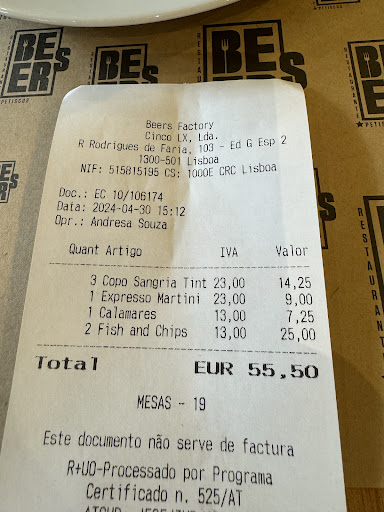 BEERS
RESTAURANTE
PETISCOS
Beers Factory
Cinco LX, Lda.
R Rodrigues de Faria, 103 - Ed G Esp 2
1300-501 Lisboa
NIF: 515815195 CS: 1000E CRC Lisboa
Doc.: EC 10/106174
Data: 2024-04-30 15:12
Opr.: Andresa Souza
Quant Artigo IVA Valor
3 Copo Sangria Tint 23,00 14,25
1 Expresso Martini 23,00 9,00
1 Calamares 13,00 7,25
2 Fish and Chips 13,00 25,00
Total EUR 55,50
MESAS - 19
Este documento não serve de factura
R+UO-Processado por Programa
Certificado n. 525/AT